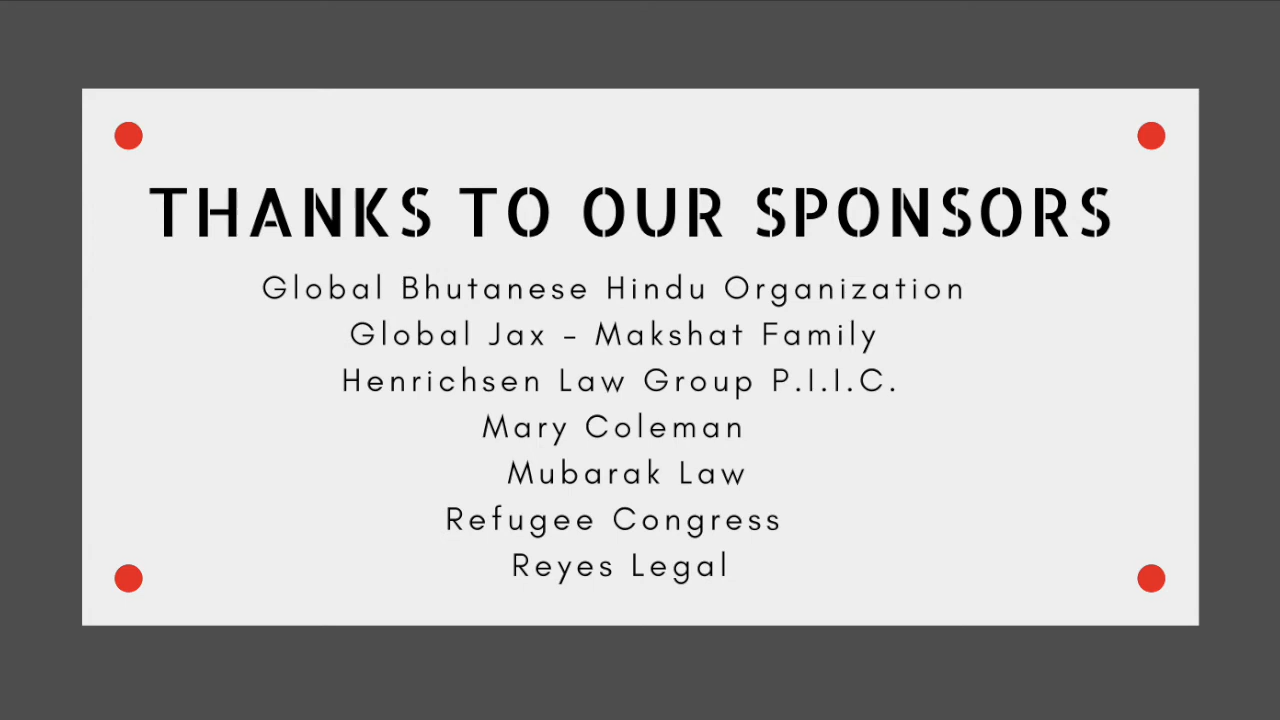 THANKS TO OUR SPONSORS
Global Bhutanese Hindu Organization
Global Jax - Makshat Family
Henrichsen Law Group P.I.I.C.
Mary Coleman
Mubarak Law
Refugee Congress
Reyes Legal